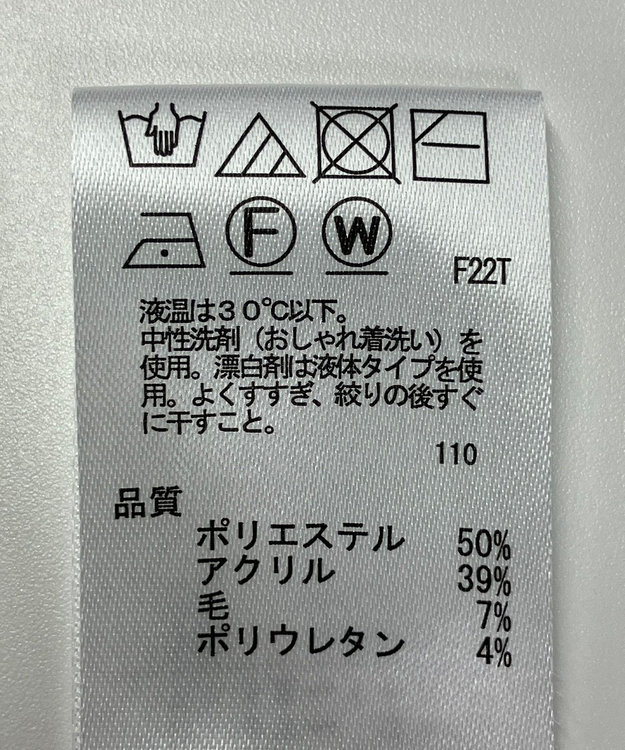 F W F22T
液温は30℃以下。
中性洗剤（おしゃれ着洗い）を
使用。漂白剤は液体タイプを使
用。よくすすぎ、絞りの後すぐ
に干すこと。
110
品質
ポリエステル 50%
アクリル 39%
毛 7%
ポリウレタン 4%